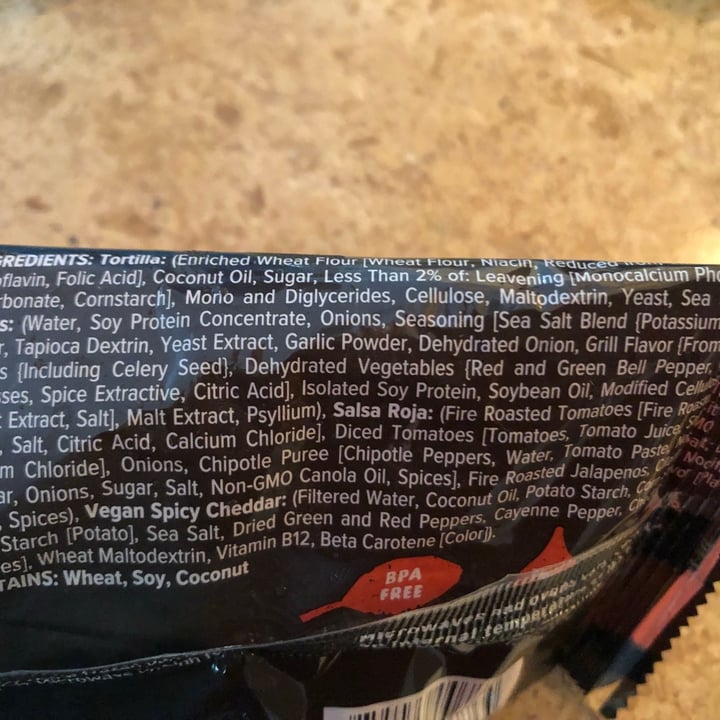 REDIENTS: Tortilla: (Enriched Wheat Flour [Wheat Flour, Niacin, Reduced
oflavin, Folic Acid], Coconut Oil, Sugar, Less Than 2% of: Leavening [Monocalcium Pho
rbonate, Cornstarch], Mono and Diglycerides, Cellulose, Maltodextrin, Yeast, Sea
s: (Water, Soy Protein Concentrate, Onions, Seasoning [Sea Salt Blend {Potassium
r, Tapioca Dextrin, Yeast Extract, Garlic Powder, Dehydrated Onion, Grill Flavor {From
s {Including Celery Seed}, Dehydrated Vegetables {Red and Green Bell Pepper,
sses, Spice Extractive, Citric Acid], Isolated Soy Protein, Soybean Oil, Modified
t Extract, Salt], Malt Extract, Psyllium), Salsa Roja: (Fire Roasted Tomatoes [Fire
, Salt, Citric Acid, Calcium Chloride], Diced Tomatoes [Tomatoes, Tomato Juice,
m Chloride], Onions, Chipotle Puree [Chipotle Peppers, Water, Tomato Paste,
ar, Onions, Sugar, Salt, Non-GMO Canola Oil, Spices], Fire Roasted Jalapenos,
, Spices), Vegan Spicy Cheddar: (Filtered Water, Coconut Oil, Potato Starch,
Starch [Potato], Sea Salt, Dried Green and Red Peppers, Cayenne Pepper,
es], Wheat Maltodextrin, Vitamin B12, Beta Carotene [Color]).
TAINS: Wheat, Soy, Coconut
BPA
FREE